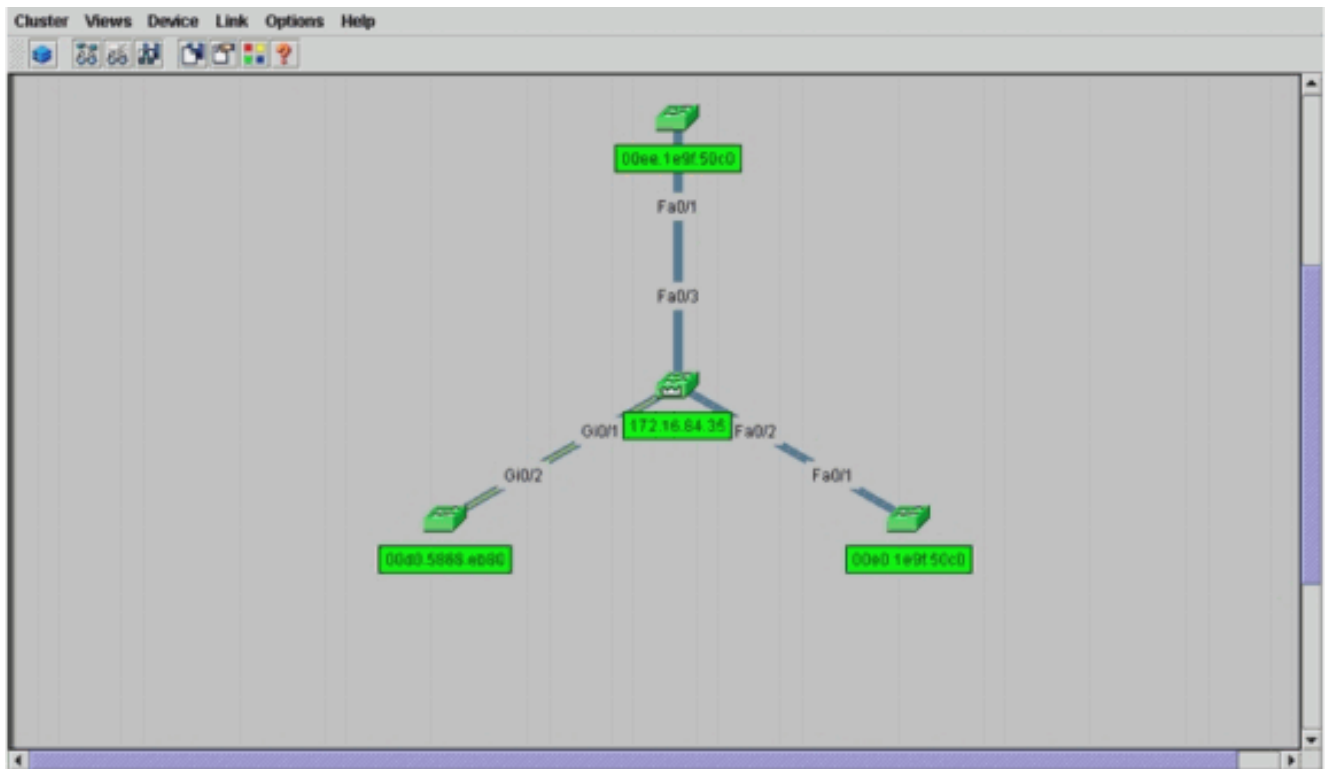 Cluster Views Device Link Options Help
00ee.1e9f.50c0
Fa0/1
Fa0/3
172.16.84.35
Gi0/1
Fa0/2
Gi0/2
Fa0/1
00d0.5868.eb80
00e0.1e9f.50c0